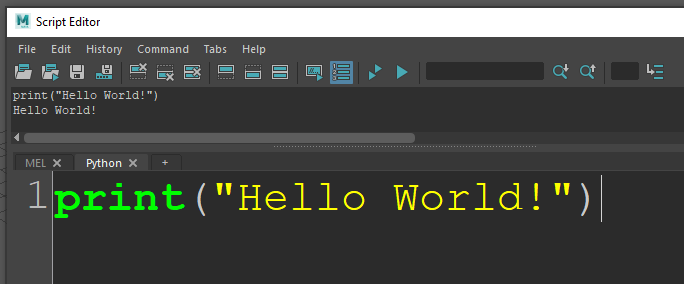 Script Editor
File Edit History Command Tabs Help
print("Hello World!")
Hello World!
MEL Python +
1 print("Hello World!")